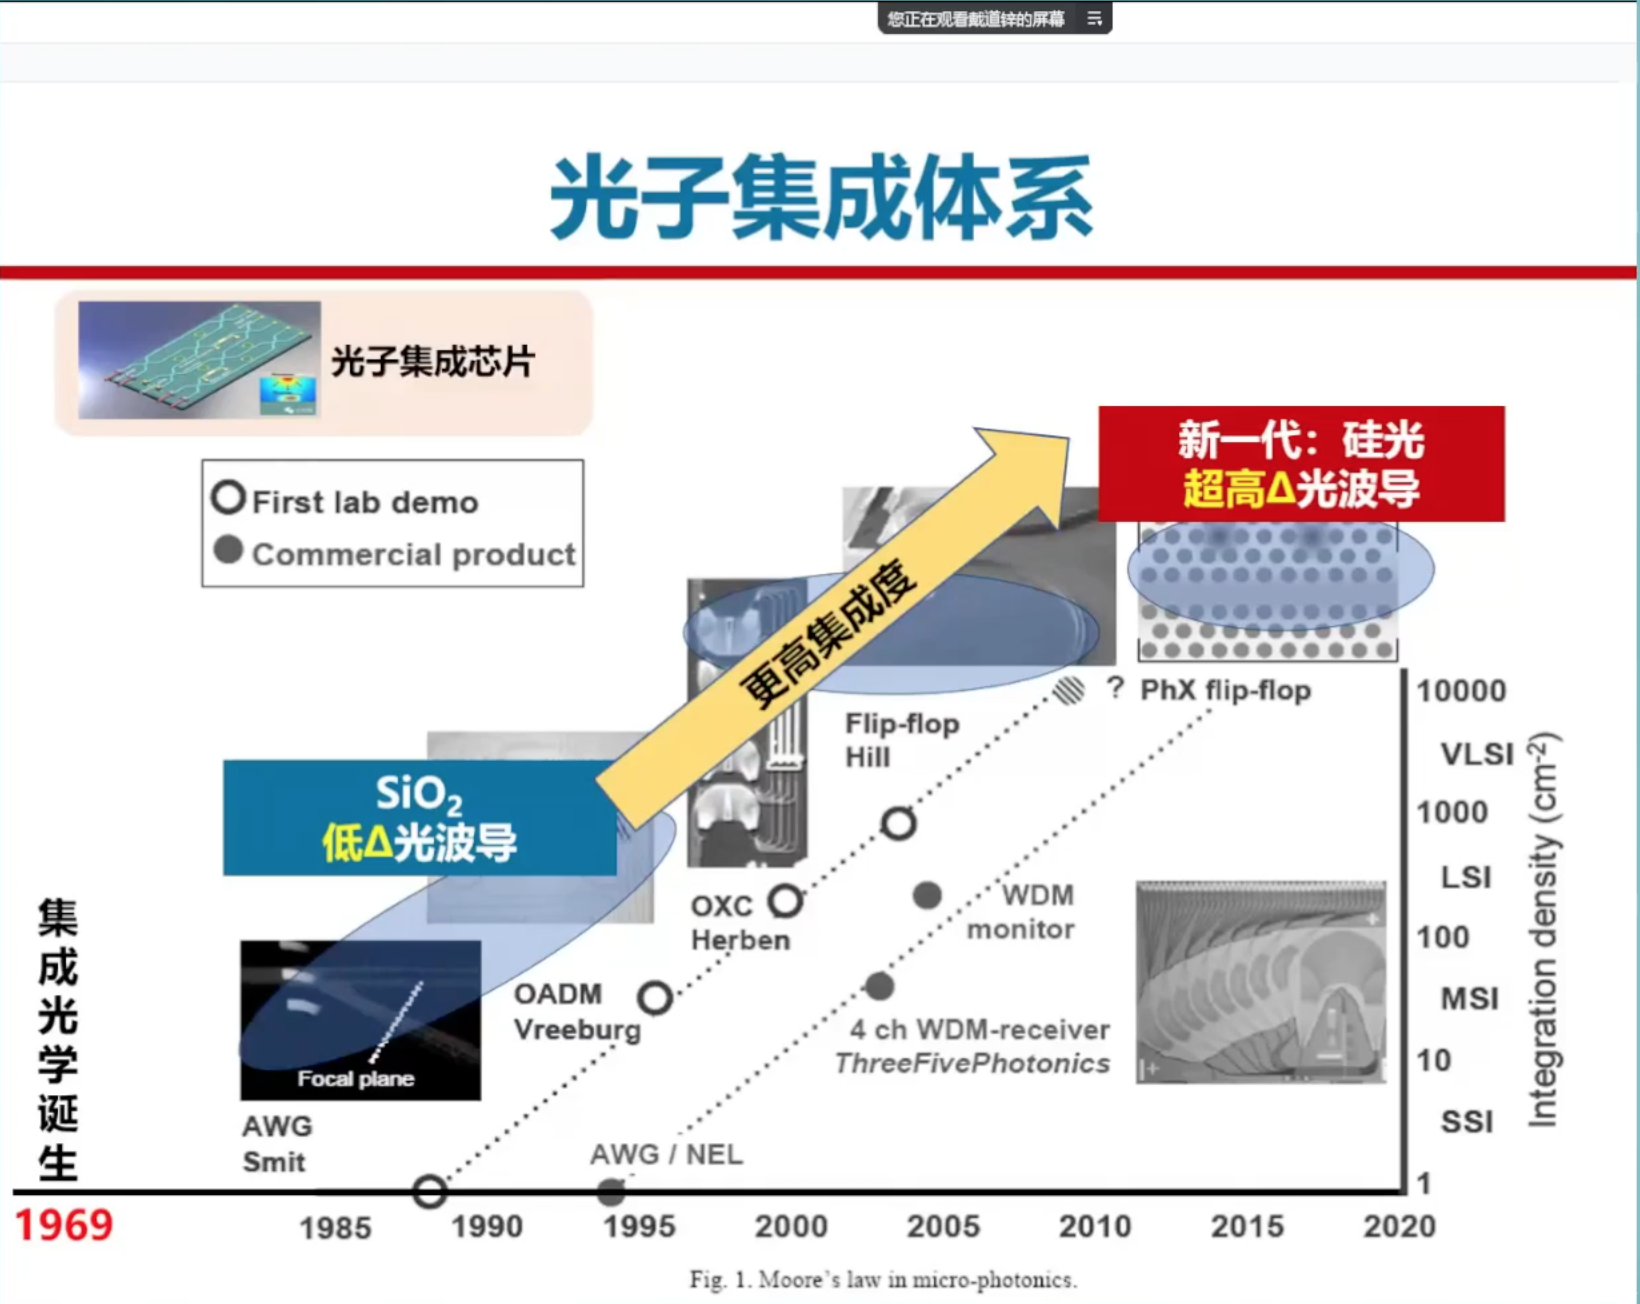 您正在观看戴道锌的屏幕
光子集成体系
光子集成芯片
First lab demo
Commercial product
新一代：硅光
超高Δ光波导
更高集成度
SiO₂
低Δ光波导
集成光学诞生
Focal plane
AWG
Smit
OADM
Vreeburg
OXC
Herben
Flip-flop
Hill
? PhX flip-flop
WDM
monitor
4 ch WDM-receiver
ThreeFivePhotonics
AWG / NEL
10000
VLSI
1000
LSI
100
MSI
10
SSI
1
Integration density (cm⁻²)
1969
1985 1990 1995 2000 2005 2010 2015 2020
Fig. 1. Moore's law in micro-photonics.